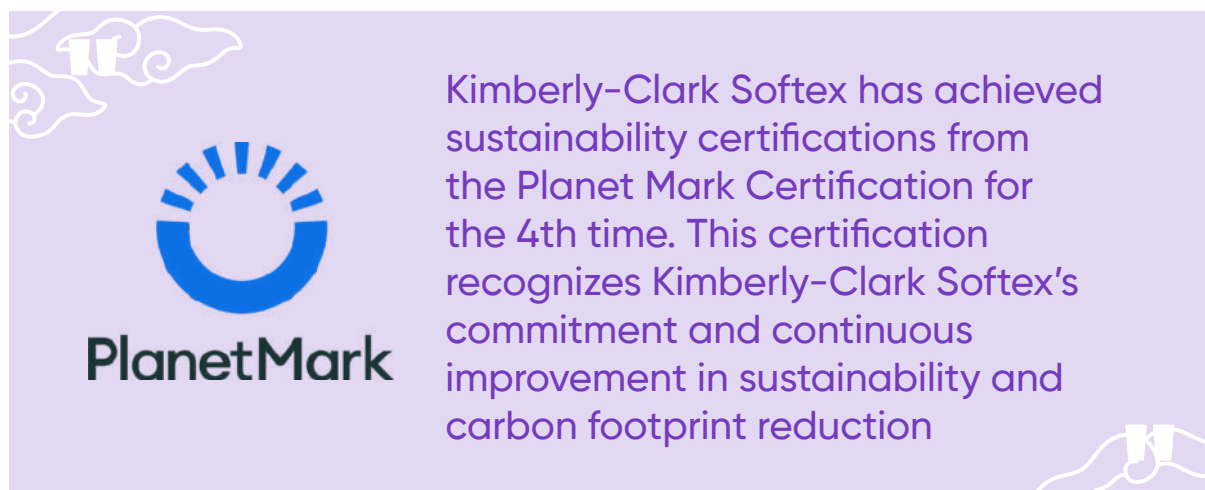 Kimberly-Clark Softex has achieved
sustainability certifications from
the Planet Mark Certification for
the 4th time. This certification
recognizes Kimberly-Clark Softex’s
commitment and continuous
improvement in sustainability and
carbon footprint reduction
PlanetMark